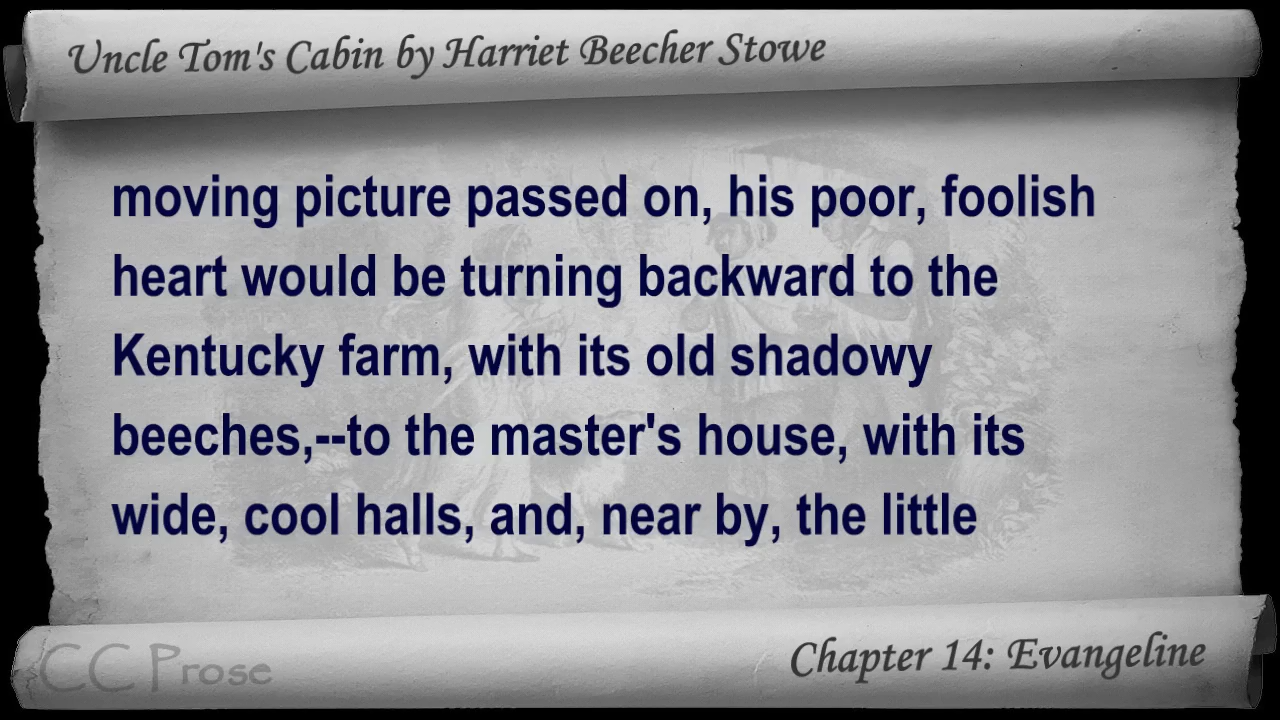 Uncle Tom's Cabin by Harriet Beecher Stowe
moving picture passed on, his poor, foolish
heart would be turning backward to the
Kentucky farm, with its old shadowy
beeches,--to the master's house, with its
wide, cool halls, and, near by, the little
CC Prose
Chapter 14: Evangeline